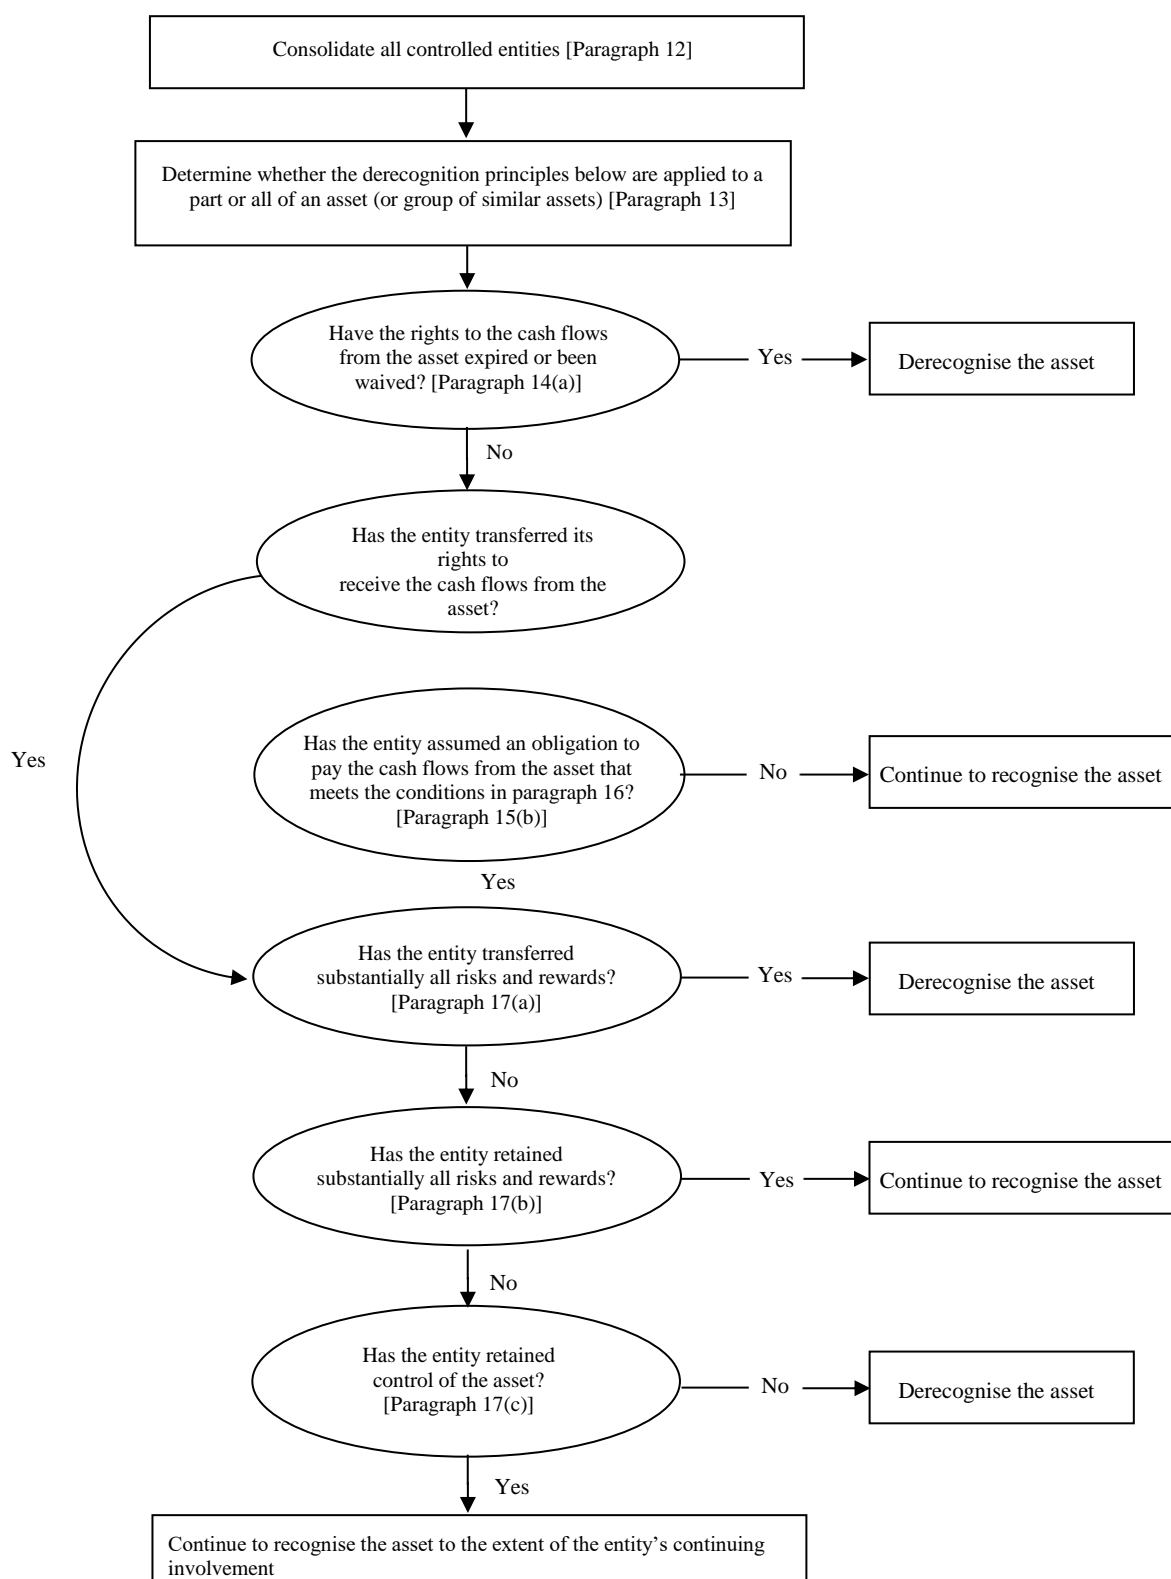 Consolidate all controlled entities [Paragraph 12]
Determine whether the derecognition principles below are applied to a
part or all of an asset (or group of similar assets) [Paragraph 13]
Have the rights to the cash flows
from the asset expired or been
waived? [Paragraph 14(a)]
Yes
Derecognise the asset
No
Has the entity transferred its
rights to
receive the cash flows from the
asset?
Yes
Has the entity assumed an obligation to
pay the cash flows from the asset that
meets the conditions in paragraph 16?
[Paragraph 15(b)]
No
Continue to recognise the asset
Yes
Has the entity transferred
substantially all risks and rewards?
[Paragraph 17(a)]
Yes
Derecognise the asset
No
Has the entity retained
substantially all risks and rewards?
[Paragraph 17(b)]
Yes
Continue to recognise the asset
No
Has the entity retained
control of the asset?
[Paragraph 17(c)]
No
Derecognise the asset
Yes
Continue to recognise the asset to the extent of the entity’s continuing
involvement